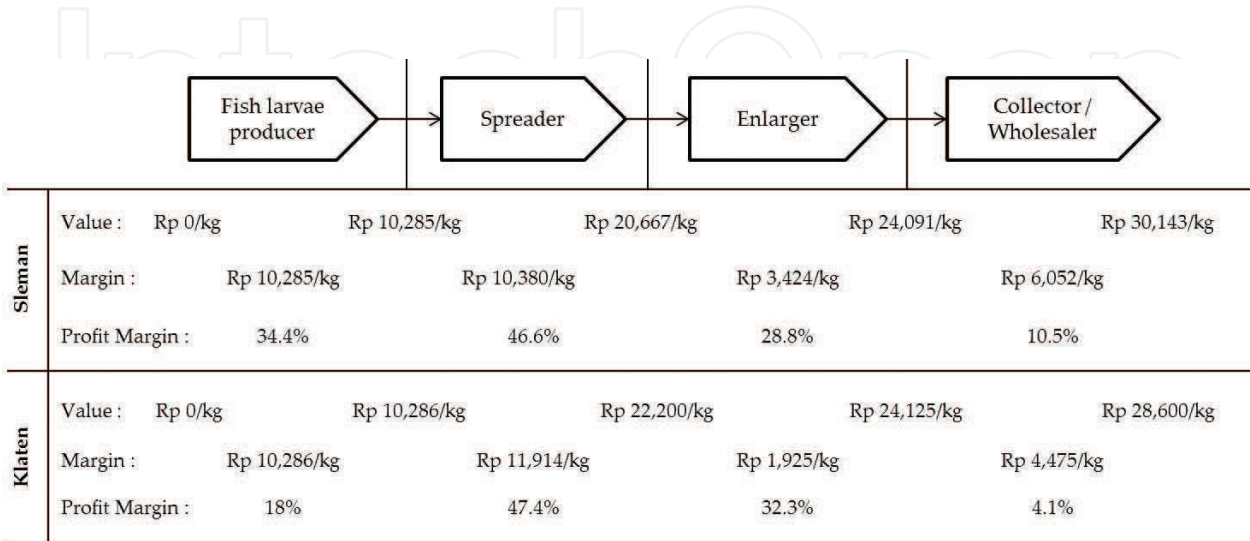 IntechOpen
Fish larvae
producer
Spreader
Enlarger
Collector/
Wholesaler
Sleman
Value : Rp 0/kg Rp 10,285/kg Rp 20,667/kg Rp 24,091/kg Rp 30,143/kg
Margin : Rp 10,285/kg Rp 10,380/kg Rp 3,424/kg Rp 6,052/kg
Profit Margin : 34.4% 46.6% 28.8% 10.5%
Klaten
Value : Rp 0/kg Rp 10,286/kg Rp 22,200/kg Rp 24,125/kg Rp 28,600/kg
Margin : Rp 10,286/kg Rp 11,914/kg Rp 1,925/kg Rp 4,475/kg
Profit Margin : 18% 47.4% 32.3% 4.1%